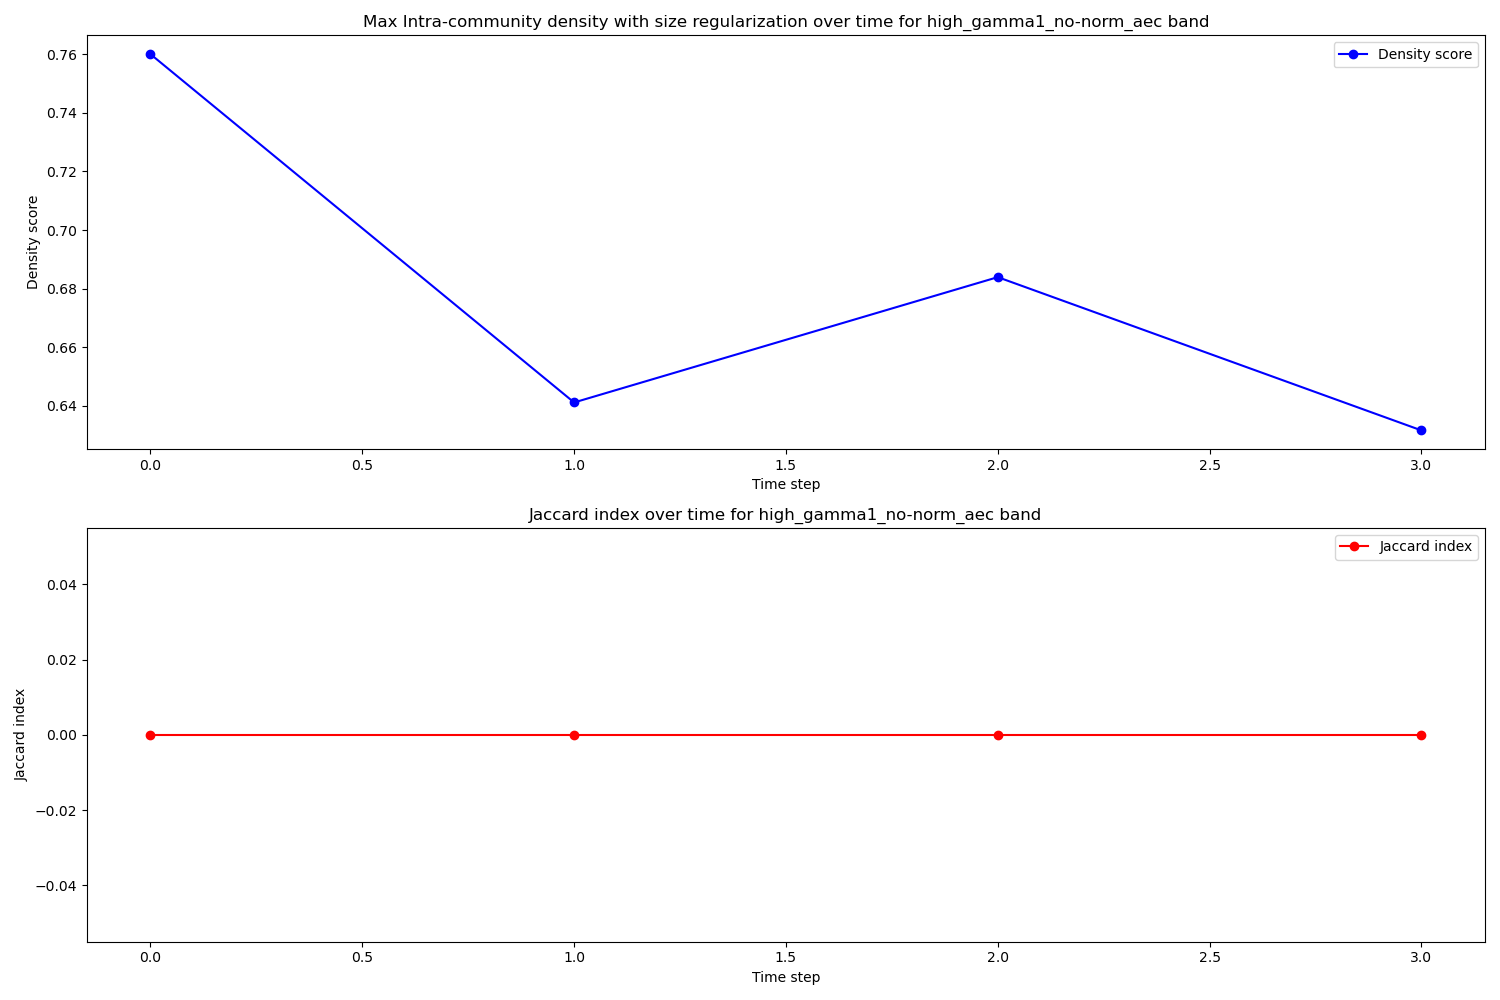 Max Intra-community density with size regularization over time for high_gamma1_no-norm_aec band
Density score
0.76
0.74
0.72
0.70
0.68
0.66
0.64
Density score
0.0 0.5 1.0 1.5 2.0 2.5 3.0
Time step
Jaccard index over time for high_gamma1_no-norm_aec band
Jaccard index
0.04
0.02
0.00
−0.02
−0.04
Jaccard index
0.0 0.5 1.0 1.5 2.0 2.5 3.0
Time step